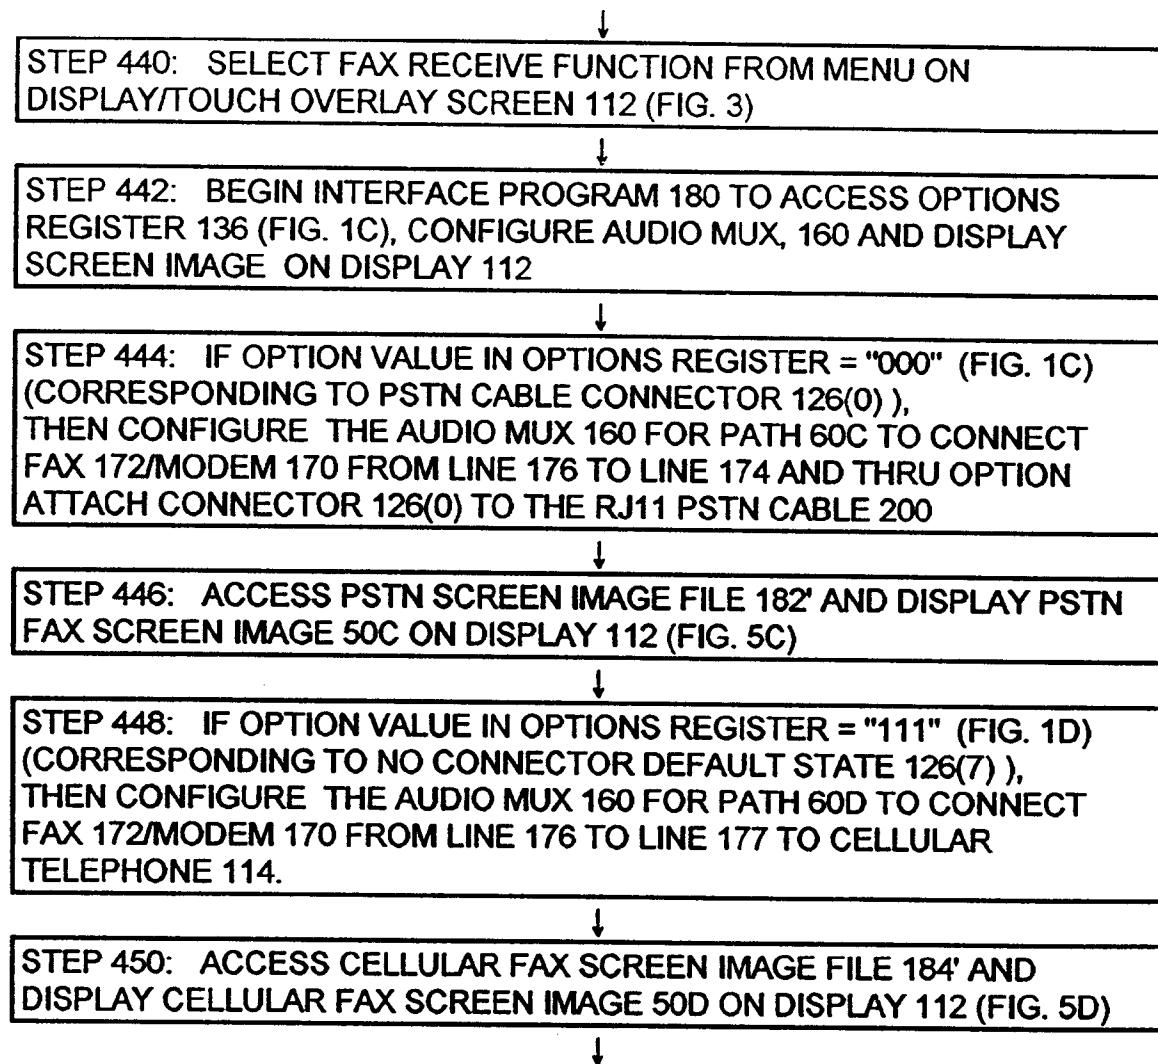 STEP 440: SELECT FAX RECEIVE FUNCTION FROM MENU ON
DISPLAY/TOUCH OVERLAY SCREEN 112 (FIG. 3)
STEP 442: BEGIN INTERFACE PROGRAM 180 TO ACCESS OPTIONS
REGISTER 136 (FIG. 1C), CONFIGURE AUDIO MUX, 160 AND DISPLAY
SCREEN IMAGE ON DISPLAY 112
STEP 444: IF OPTION VALUE IN OPTIONS REGISTER = "000" (FIG. 1C)
(CORRESPONDING TO PSTN CABLE CONNECTOR 126(0) ),
THEN CONFIGURE THE AUDIO MUX 160 FOR PATH 60C TO CONNECT
FAX 172/MODEM 170 FROM LINE 176 TO LINE 174 AND THRU OPTION
ATTACH CONNECTOR 126(0) TO THE RJ11 PSTN CABLE 200
STEP 446: ACCESS PSTN SCREEN IMAGE FILE 182' AND DISPLAY PSTN
FAX SCREEN IMAGE 50C ON DISPLAY 112 (FIG. 5C)
STEP 448: IF OPTION VALUE IN OPTIONS REGISTER = "111" (FIG. 1D)
(CORRESPONDING TO NO CONNECTOR DEFAULT STATE 126(7) ),
THEN CONFIGURE THE AUDIO MUX 160 FOR PATH 60D TO CONNECT
FAX 172/MODEM 170 FROM LINE 176 TO LINE 177 TO CELLULAR
TELEPHONE 114.
STEP 450: ACCESS CELLULAR FAX SCREEN IMAGE FILE 184' AND
DISPLAY CELLULAR FAX SCREEN IMAGE 50D ON DISPLAY 112 (FIG. 5D)